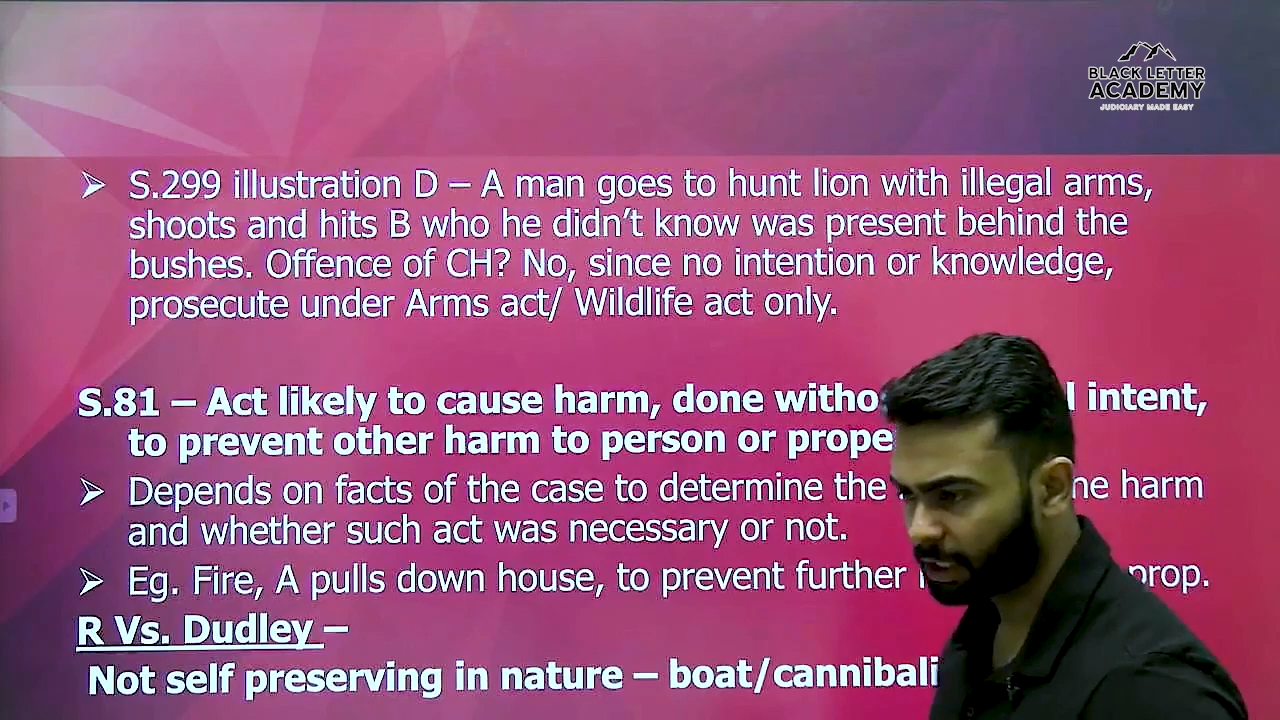 BLACK LETTER
ACADEMY
JUDICIARY MADE EASY
➢ S.299 illustration D – A man goes to hunt lion with illegal arms,
shoots and hits B who he didn’t know was present behind the
bushes. Offence of CH? No, since no intention or knowledge,
prosecute under Arms act/ Wildlife act only.
S.81 – Act likely to cause harm, done intent,
to prevent other harm to person or
➢ Depends on facts of the case to determine the harm
and whether such act was necessary or not.
➢ Eg. Fire, A pulls down house, to prevent further prop.
R Vs. Dudley –
Not self preserving in nature – boat/